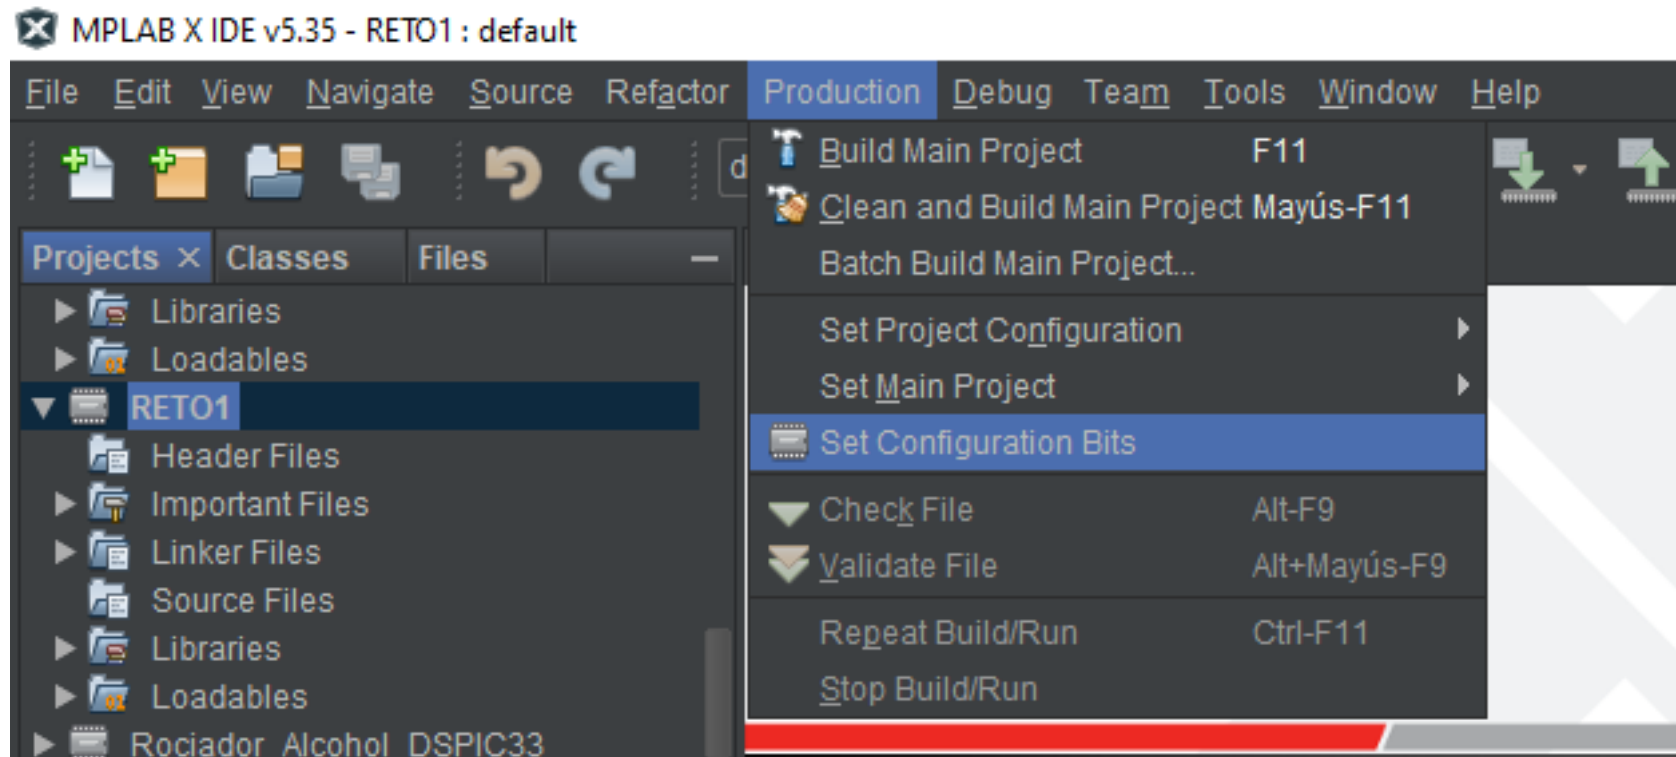 MPLAB X IDE v5.35 - RETO1 : default
File Edit View Navigate Source Refactor Production Debug Team Tools Window Help
d
Projects × Classes Files
Libraries
Loadables
RETO1
Header Files
Important Files
Linker Files
Source Files
Libraries
Loadables
Rociador_Alcohol_DSPIC33
Build Main Project F11
Clean and Build Main Project Mayús-F11
Batch Build Main Project...
Set Project Configuration
Set Main Project
Set Configuration Bits
Check File Alt-F9
Validate File Alt+Mayús-F9
Repeat Build/Run Ctrl-F11
Stop Build/Run